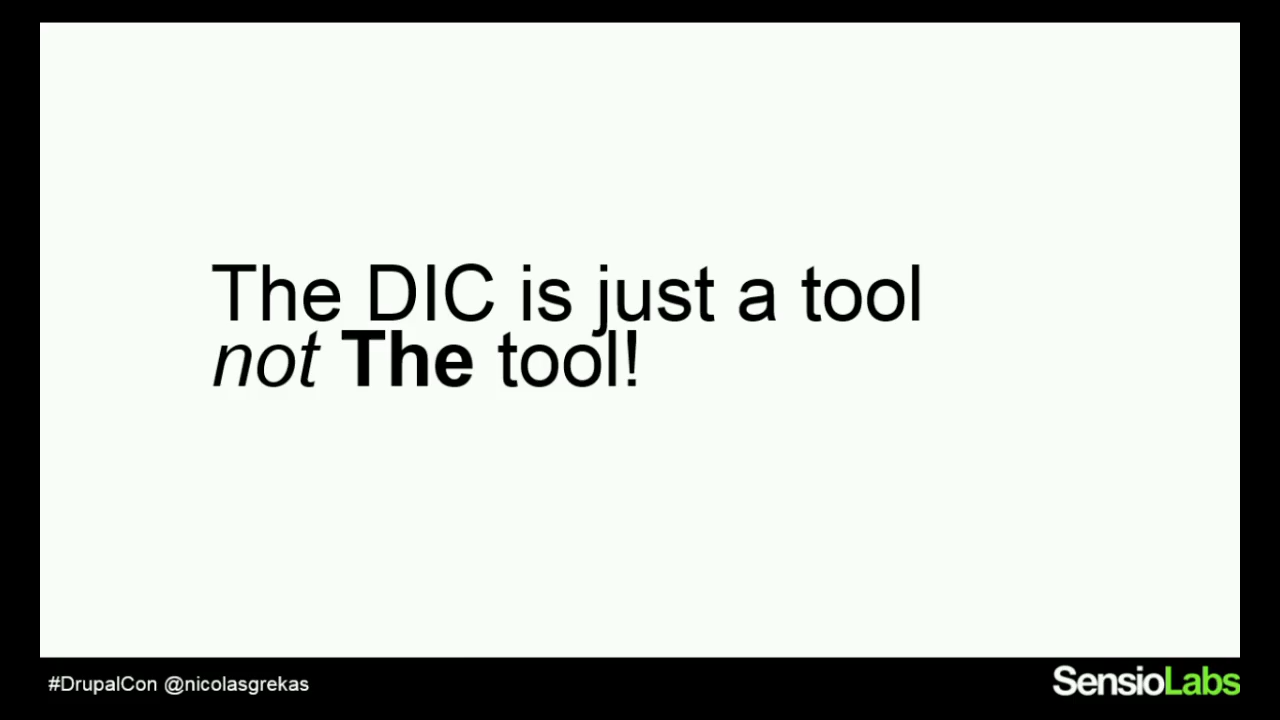 The DIC is just a tool
not The tool!
#DrupalCon @nicolasgrekas
SensioLabs